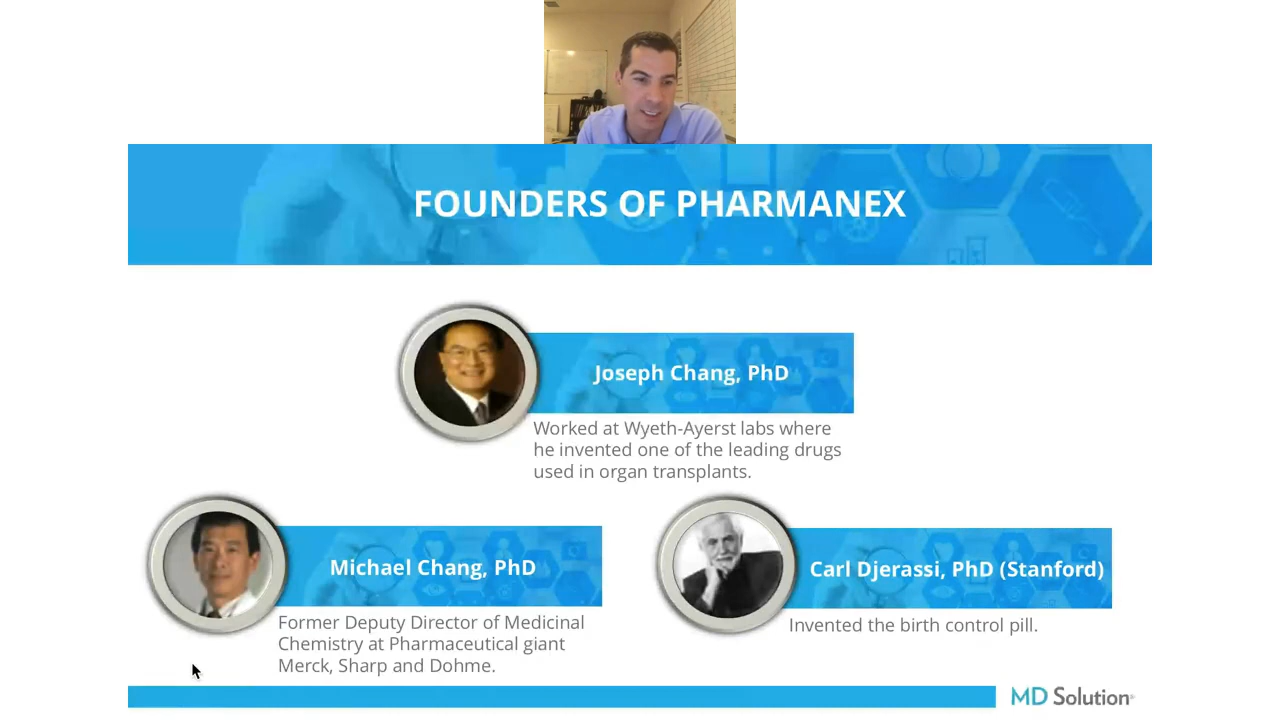 FOUNDERS OF PHARMANEX
Joseph Chang, PhD
Worked at Wyeth-Ayerst labs where
he invented one of the leading drugs
used in organ transplants.
Michael Chang, PhD
Former Deputy Director of Medicinal
Chemistry at Pharmaceutical giant
Merck, Sharp and Dohme.
Carl Djerassi, PhD (Stanford)
Invented the birth control pill.
MD Solution